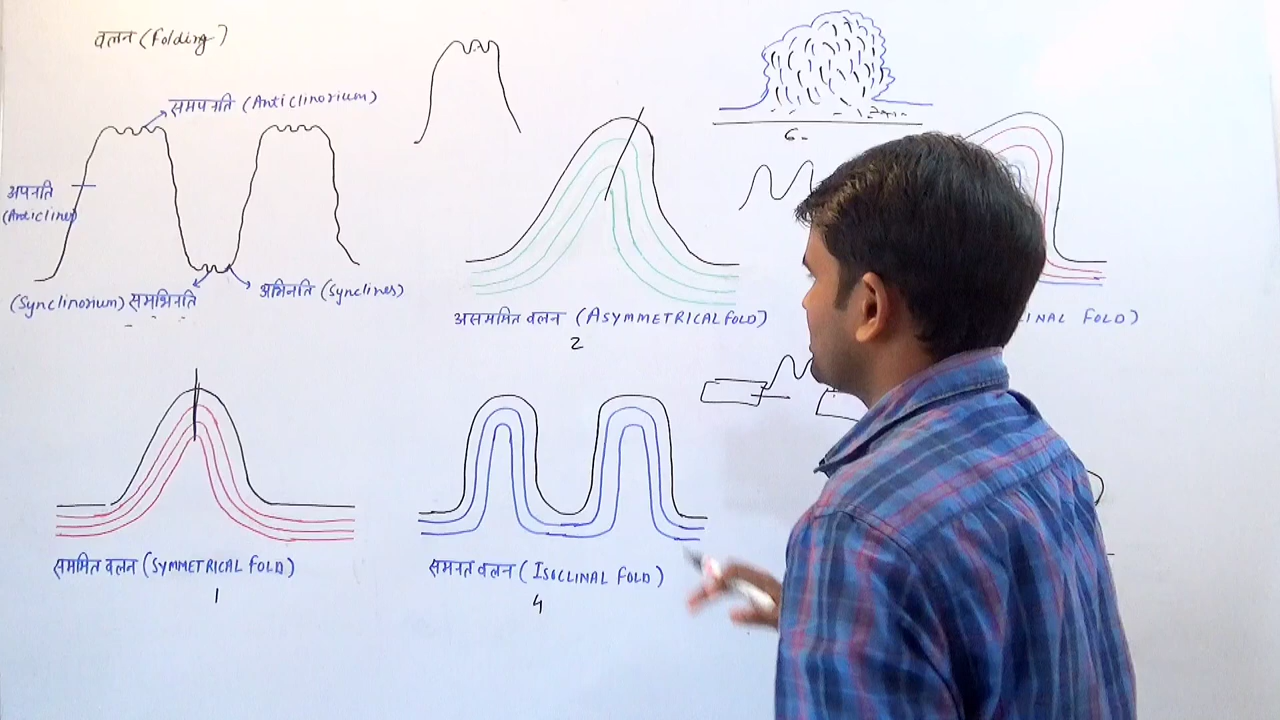 वलन (Folding)
समपनति (Anticlinorium)
अपनति
(Anticlines)
(Synclinorium) समभिनति
अभिनति (Synclines)
असममित वलन (ASYMMETRICAL FOLD)
2
6-
INAL FOLD)
सममित वलन (SYMMETRICAL FOLD)
1
समनत वलन (ISOCLINAL FOLD)
4